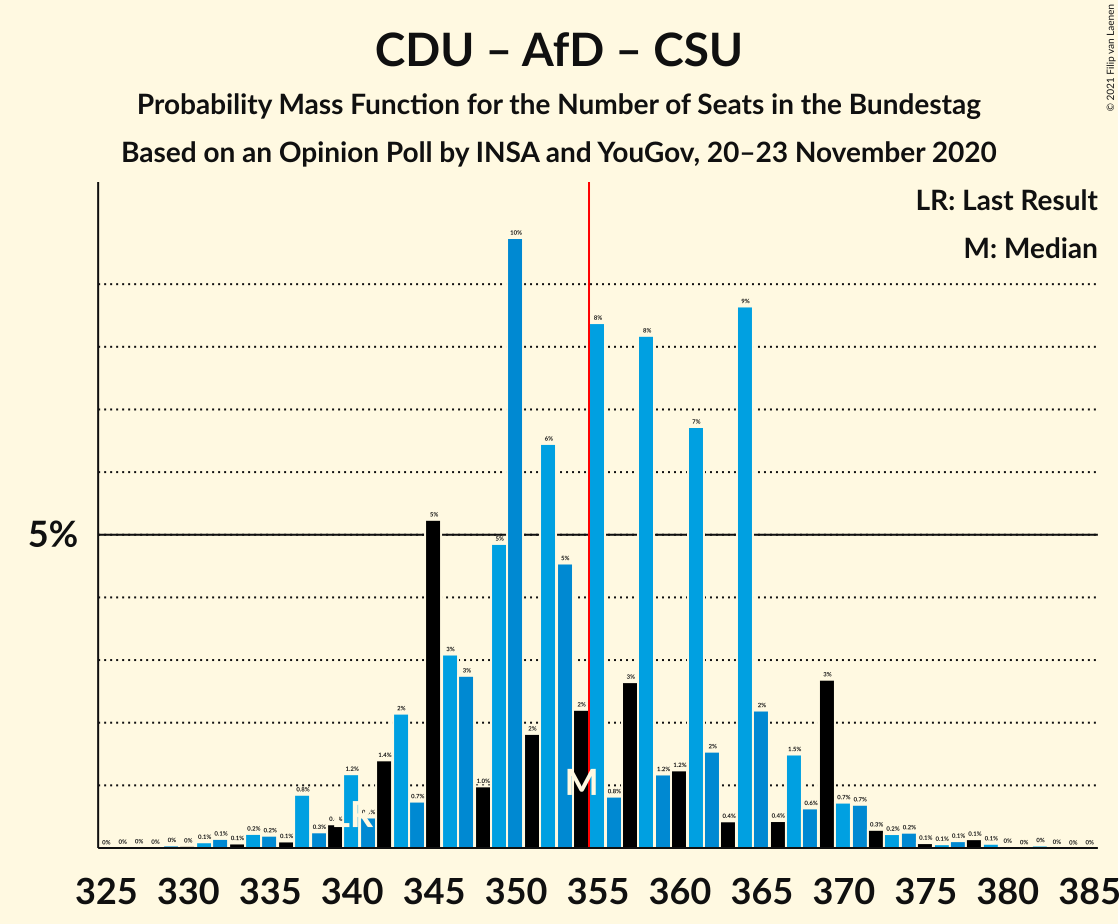 CDU – AfD – CSU
Probability Mass Function for the Number of Seats in the Bundestag
Based on an Opinion Poll by INSA and YouGov, 20–23 November 2020
© 2021 Filip van Laenen
LR: Last Result
M: Median
5%
0% 0% 0% 0% 0% 0% 0.1% 0.1% 0.1% 0.2% 0.2% 0.1% 0.8% 0.3% 1.2% 1.4% 2% 0.7% 5% 3% 3% 1.0% 5% 10% 2% 6% 5% 2% 8% 0.8% 3% 8% 1.2% 1.2% 7% 2% 0.4% 9% 2% 0.4% 1.5% 0.6% 3% 0.7% 0.7% 0.3% 0.2% 0.2% 0.1% 0.1% 0.1% 0.1% 0.1% 0% 0% 0% 0% 0% 0%
LR
M
325 330 335 340 345 350 355 360 365 370 375 380 385